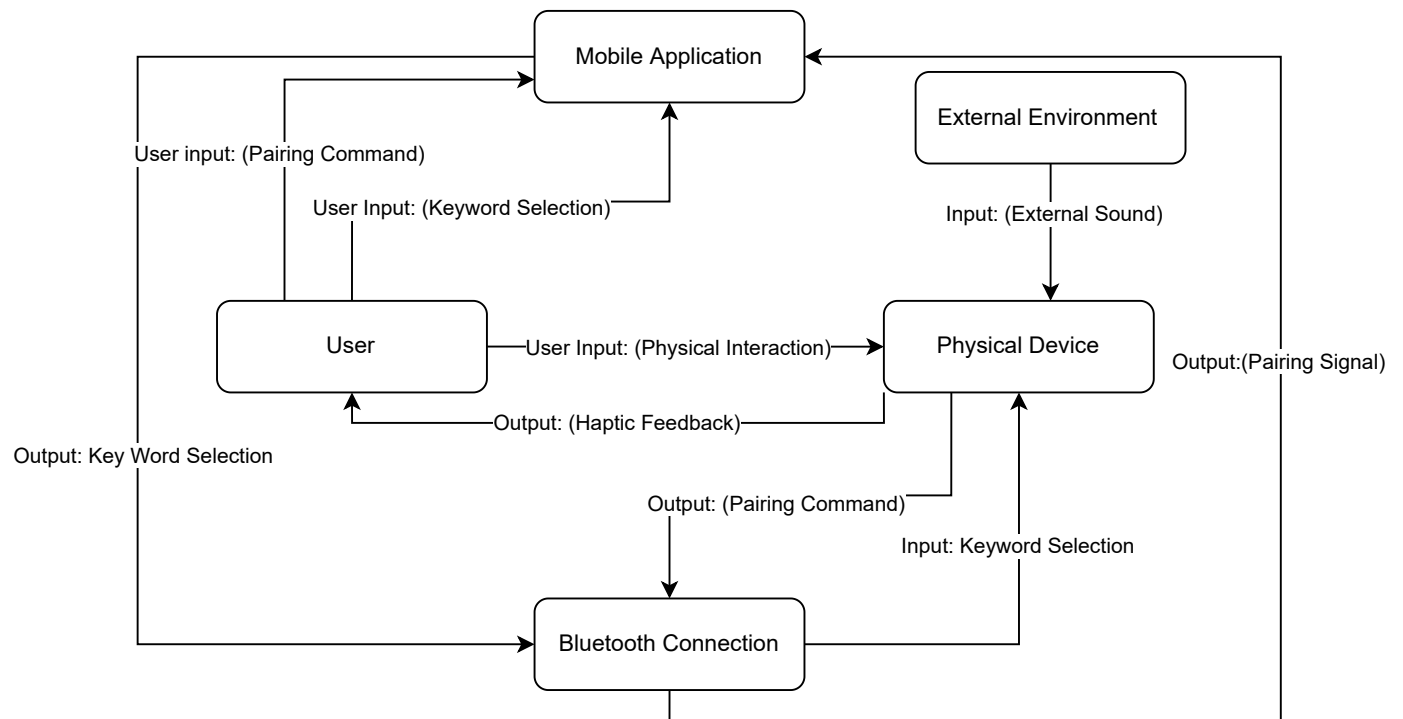 Mobile Application
External Environment
User input: (Pairing Command)
User Input: (Keyword Selection)
Input: (External Sound)
User
User Input: (Physical Interaction)
Physical Device
Output:(Pairing Signal)
Output: (Haptic Feedback)
Output: Key Word Selection
Output: (Pairing Command)
Input: Keyword Selection
Bluetooth Connection